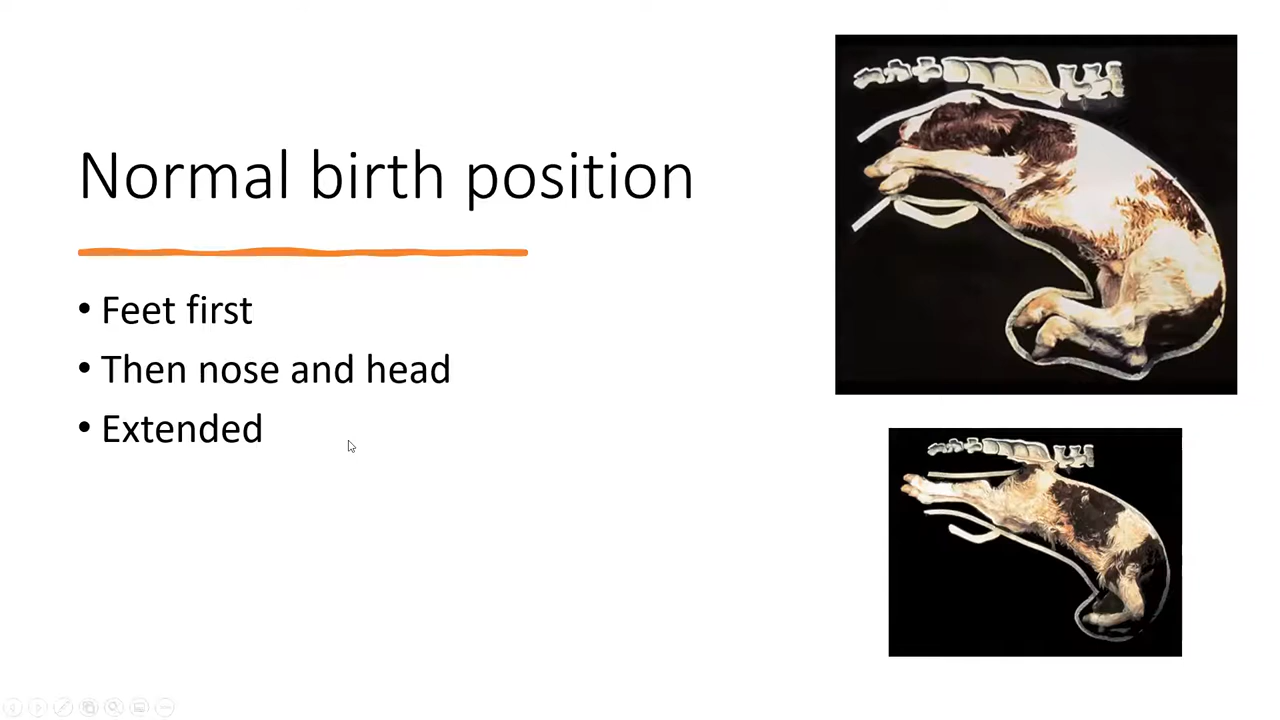 Normal birth position
• Feet first
• Then nose and head
• Extended